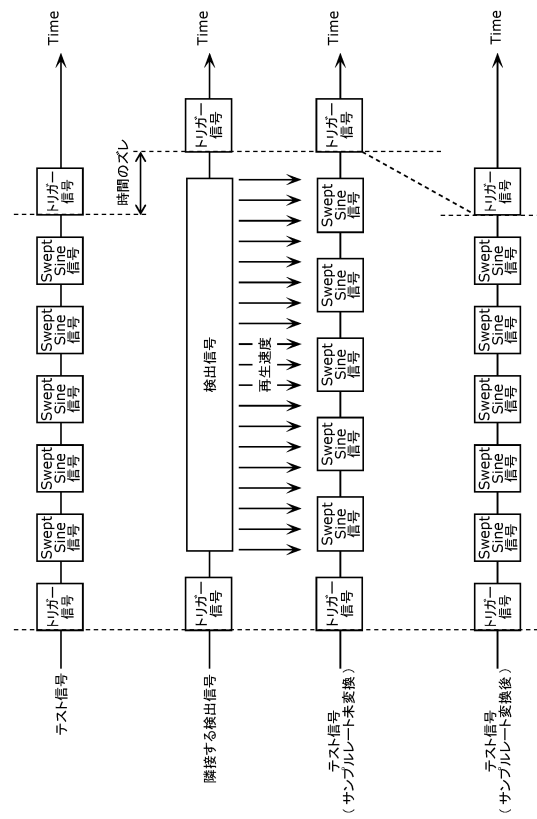 テスト信号
トリガー
信号
Swept
Sine
信号
Swept
Sine
信号
Swept
Sine
信号
Swept
Sine
信号
Swept
Sine
信号
トリガー
信号
Time
時間のズレ
隣接する検出信号
トリガー
信号
検出信号
トリガー
信号
Time
再生速度
テスト信号
(サンプルレート未変換)
トリガー
信号
Swept
Sine
信号
Swept
Sine
信号
Swept
Sine
信号
Swept
Sine
信号
Swept
Sine
信号
トリガー
信号
Time
テスト信号
(サンプルレート変換後)
トリガー
信号
Swept
Sine
信号
Swept
Sine
信号
Swept
Sine
信号
Swept
Sine
信号
Swept
Sine
信号
トリガー
信号
Time